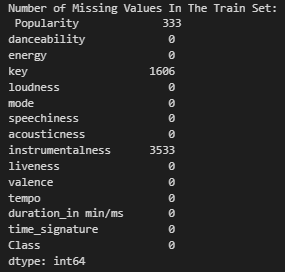 Number of Missing Values In The Train Set:
Popularity 333
danceability 0
energy 0
key 1606
loudness 0
mode 0
speechiness 0
acousticness 0
instrumentalness 3533
liveness 0
valence 0
tempo 0
duration_in min/ms 0
time_signature 0
Class 0
dtype: int64